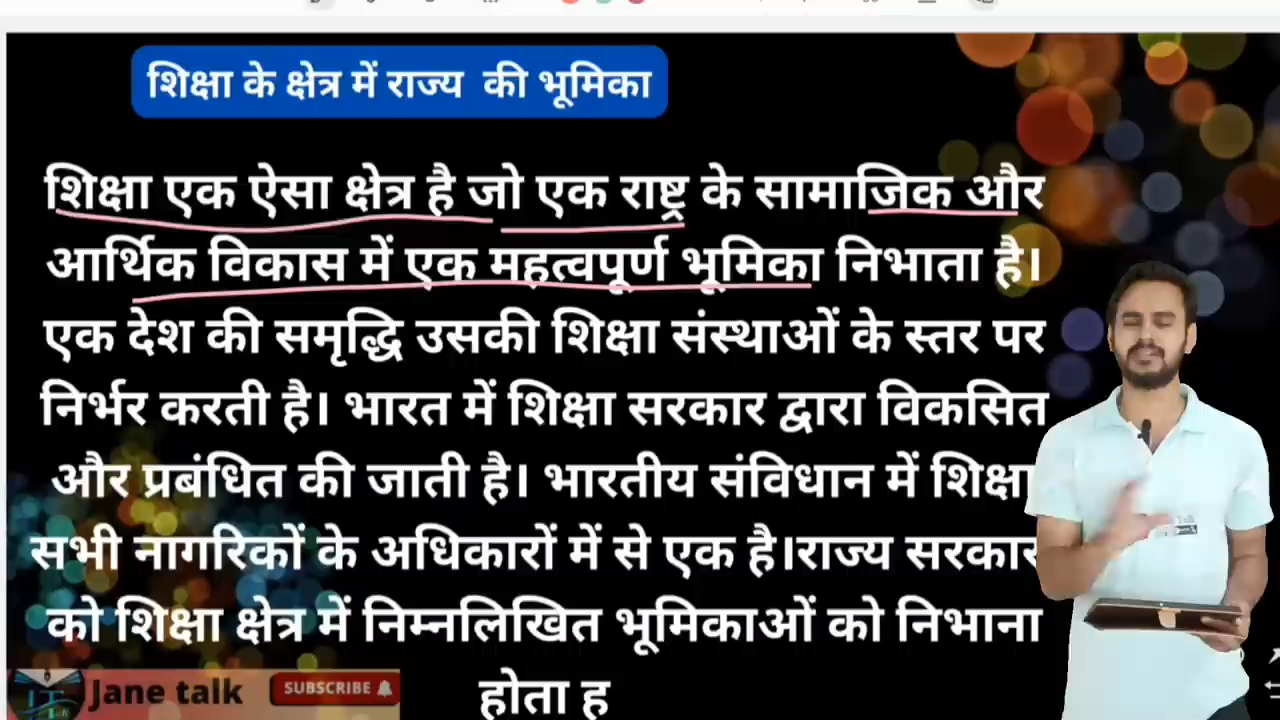 शिक्षा के क्षेत्र में राज्य की भूमिका
शिक्षा एक ऐसा क्षेत्र है जो एक राष्ट्र के सामाजिक और
आर्थिक विकास में एक महत्वपूर्ण भूमिका निभाता है।
एक देश की समृद्धि उसकी शिक्षा संस्थाओं के स्तर पर
निर्भर करती है। भारत में शिक्षा सरकार द्वारा विकसित
और प्रबंधित की जाती है। भारतीय संविधान में शिक्षा
सभी नागरिकों के अधिकारों में से एक है।राज्य सरकार
को शिक्षा क्षेत्र में निम्नलिखित भूमिकाओं को निभाना
होता ह
Jane talk
SUBSCRIBE